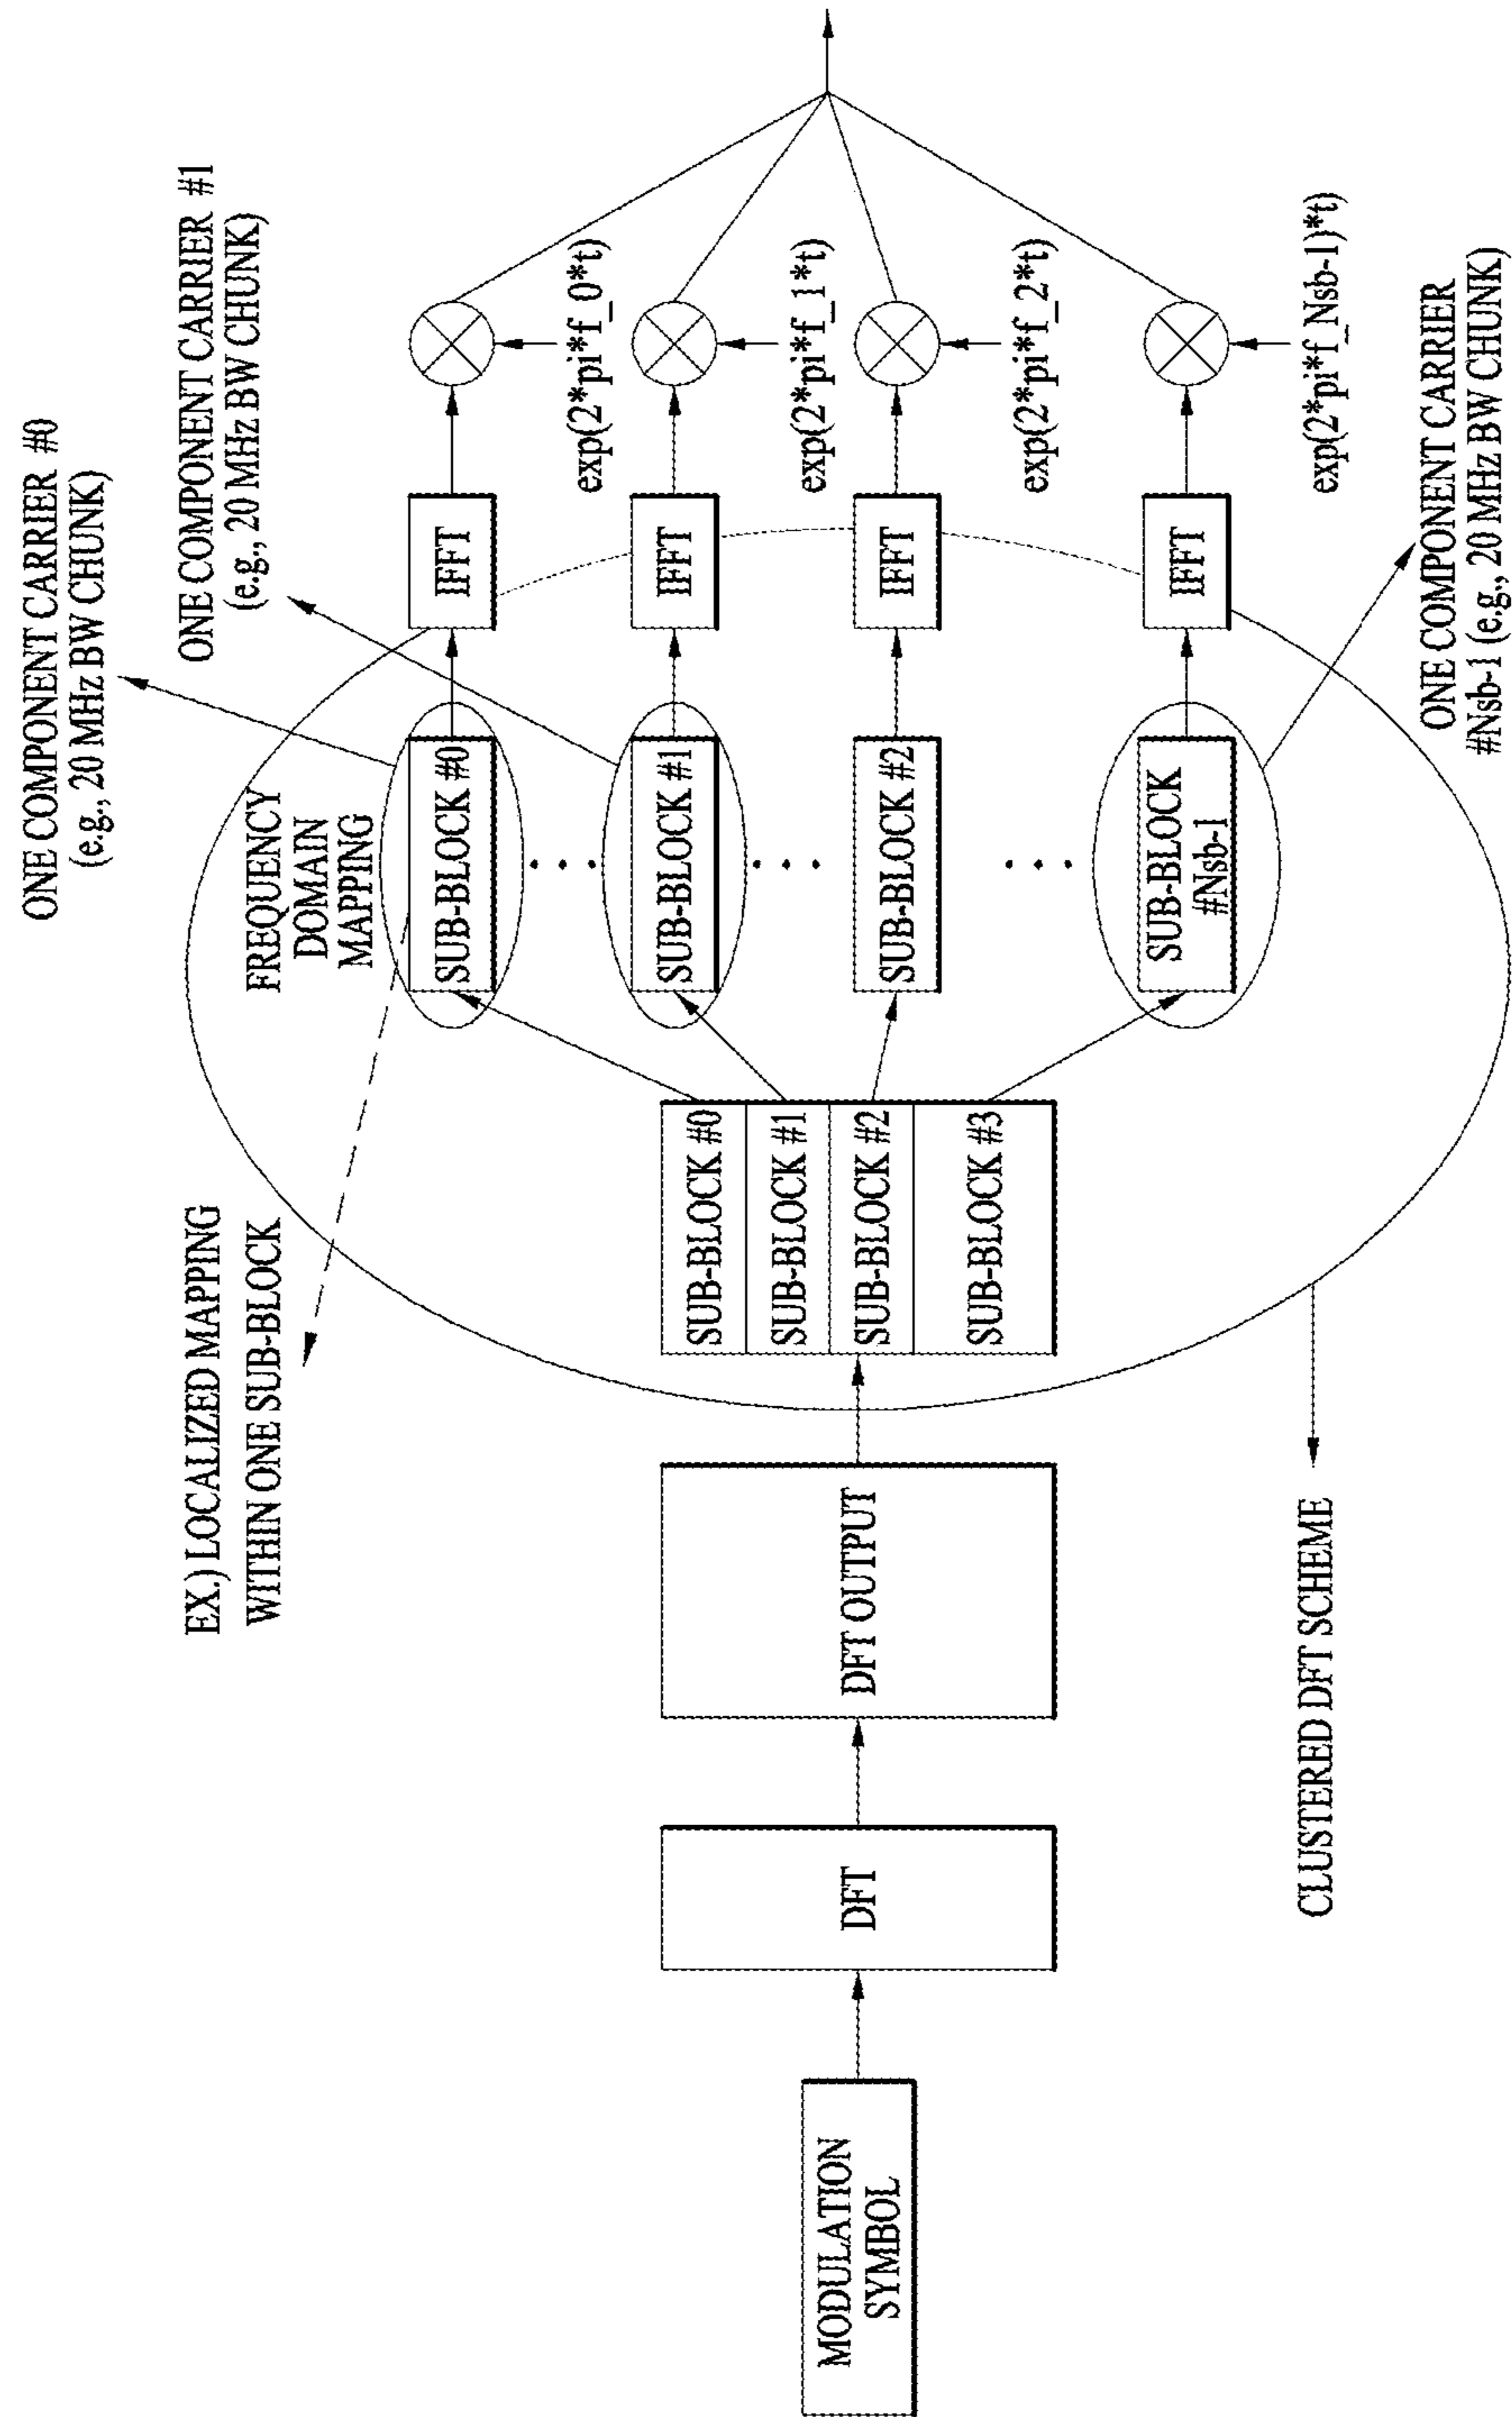 ONE COMPONENT CARRIER #0
(e.g., 20 MHz BW CHUNK)
ONE COMPONENT CARRIER #1
(e.g., 20 MHz BW CHUNK)
EX.) LOCALIZED MAPPING
WITHIN ONE SUB-BLOCK
FREQUENCY
DOMAIN
MAPPING
SUB-BLOCK #0
IFFT
exp(2*pi*f_0*t)
SUB-BLOCK #1
IFFT
exp(2*pi*f_1*t)
MODULATION
SYMBOL
DFT
DFT OUTPUT
SUB-BLOCK #0
SUB-BLOCK #1
SUB-BLOCK #2
SUB-BLOCK #3
SUB-BLOCK #2
IFFT
exp(2*pi*f_2*t)
SUB-BLOCK
#Nsb-1
IFFT
exp(2*pi*f_Nsb-1)*t)
CLUSTERED DFT SCHEME
ONE COMPONENT CARRIER
#Nsb-1 (e.g., 20 MHz BW CHUNK)